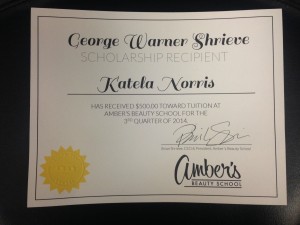 George Warner Shrieve
SCHOLARSHIP RECIPIENT
Katela Norris
HAS RECEIVED $500.00 TOWARD TUITION AT
AMBER'S BEAUTY SCHOOL FOR THE
3RD QUARTER OF 2014.
amber's
BEAUTY SCHOOL